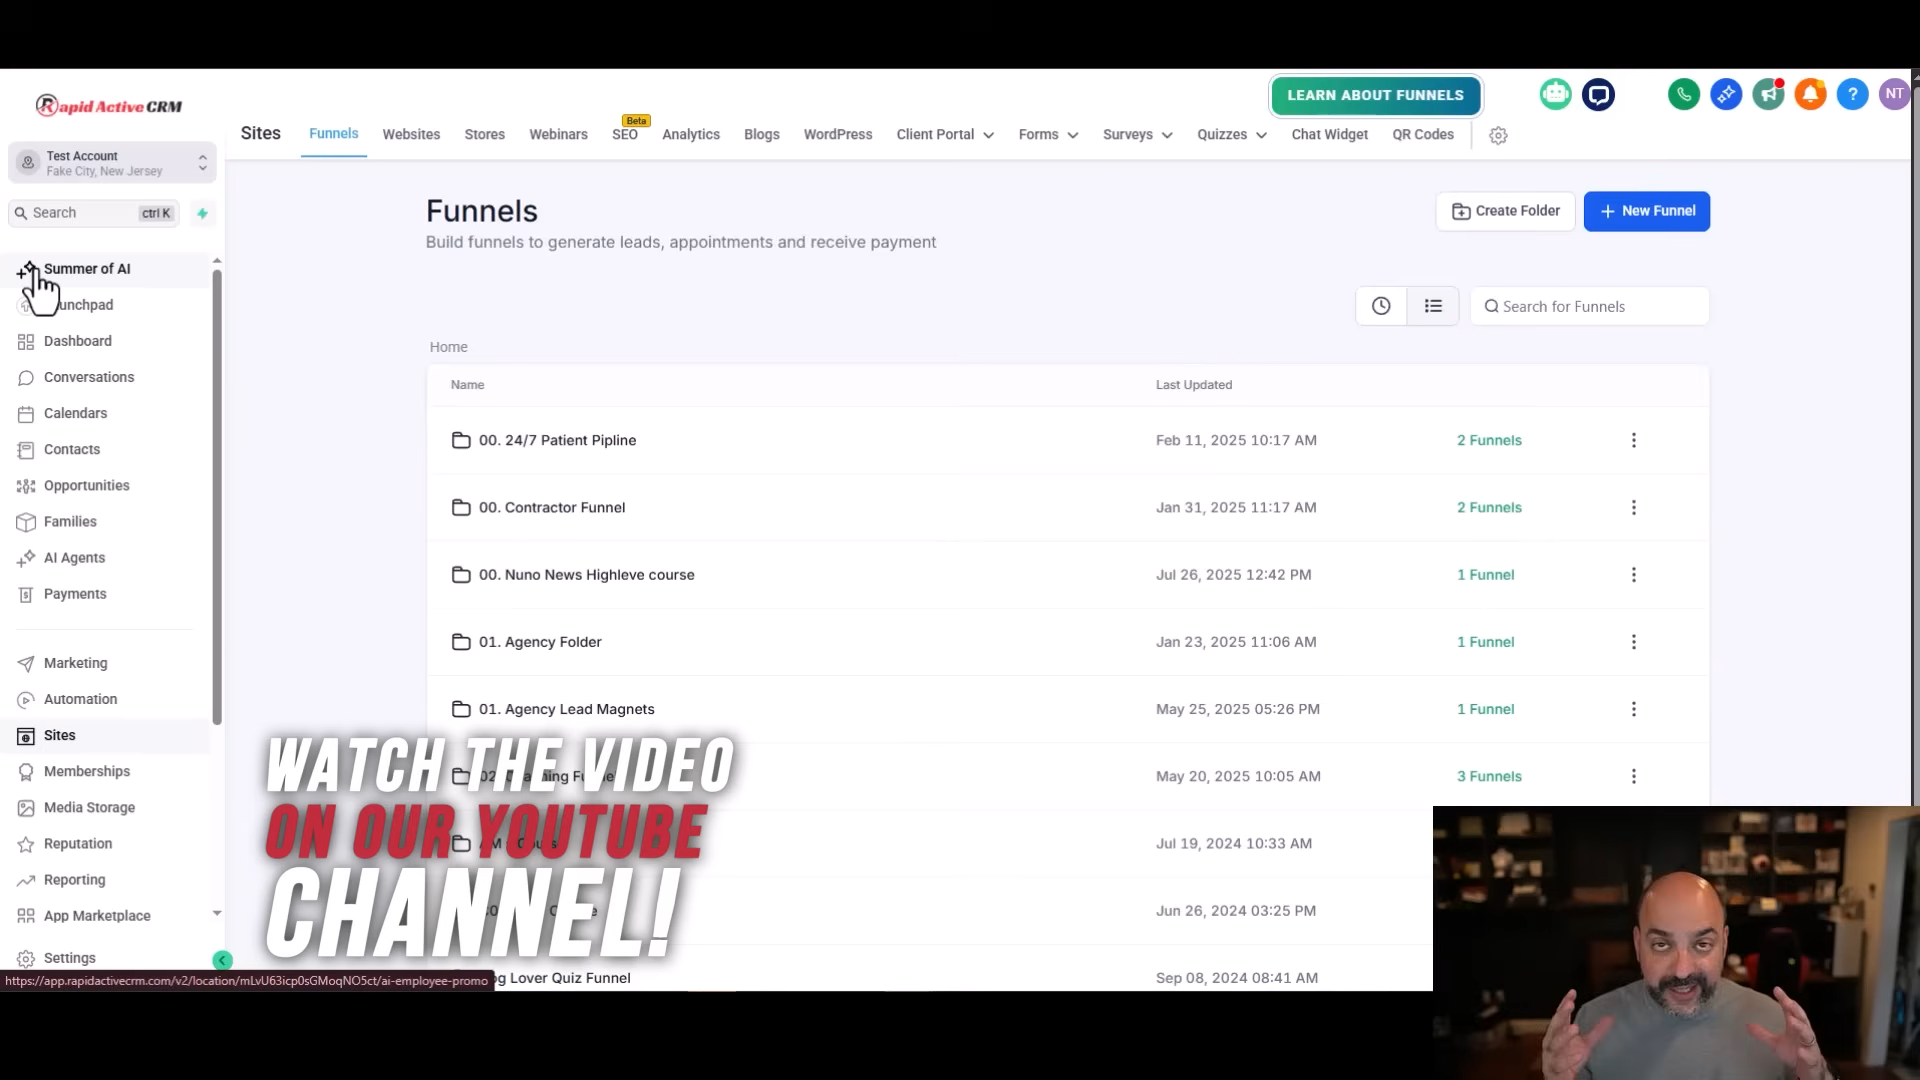 Rapid Active CRM
LEARN ABOUT FUNNELS
NT
Sites
Funnels
Websites
Stores
Webinars
SEO
Beta
Analytics
Blogs
WordPress
Client Portal
Forms
Surveys
Quizzes
Chat Widget
QR Codes
Test Account
Fake City, New Jersey
Search
ctrl K
Summer of AI
unchpad
Dashboard
Conversations
Calendars
Contacts
Opportunities
Families
AI Agents
Payments
Marketing
Automation
Sites
Memberships
Media Storage
Reputation
Reporting
App Marketplace
Settings
https://app.rapidactivecrm.com/v2/location/mLvU63icp0sGMoqNO5ct/ai-employee-promo
Funnels
Build funnels to generate leads, appointments and receive payment
Create Folder
+ New Funnel
Search for Funnels
Home
Name Last Updated
00. 24/7 Patient Pipline Feb 11, 2025 10:17 AM 2 Funnels
00. Contractor Funnel Jan 31, 2025 11:17 AM 2 Funnels
00. Nuno News Highleve course Jul 26, 2025 12:42 PM 1 Funnel
01. Agency Folder Jan 23, 2025 11:06 AM 1 Funnel
01. Agency Lead Magnets May 25, 2025 05:26 PM 1 Funnel
May 20, 2025 10:05 AM 3 Funnels
Jul 19, 2024 10:33 AM
Jun 26, 2024 03:25 PM
og Lover Quiz Funnel Sep 08, 2024 08:41 AM
WATCH THE VIDEO
ON OUR YOUTUBE
CHANNEL!